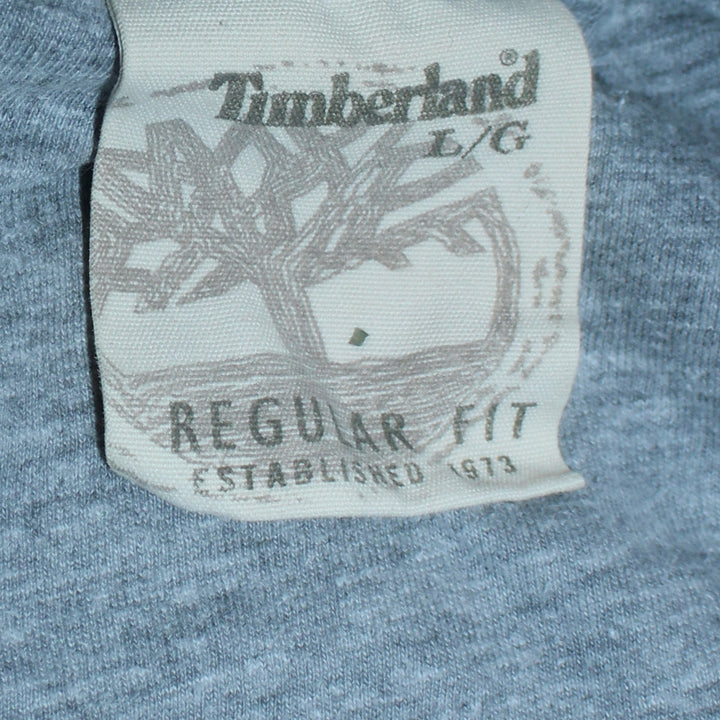 Timberland®
L/G
REGULAR FIT
ESTABLISHED 1973